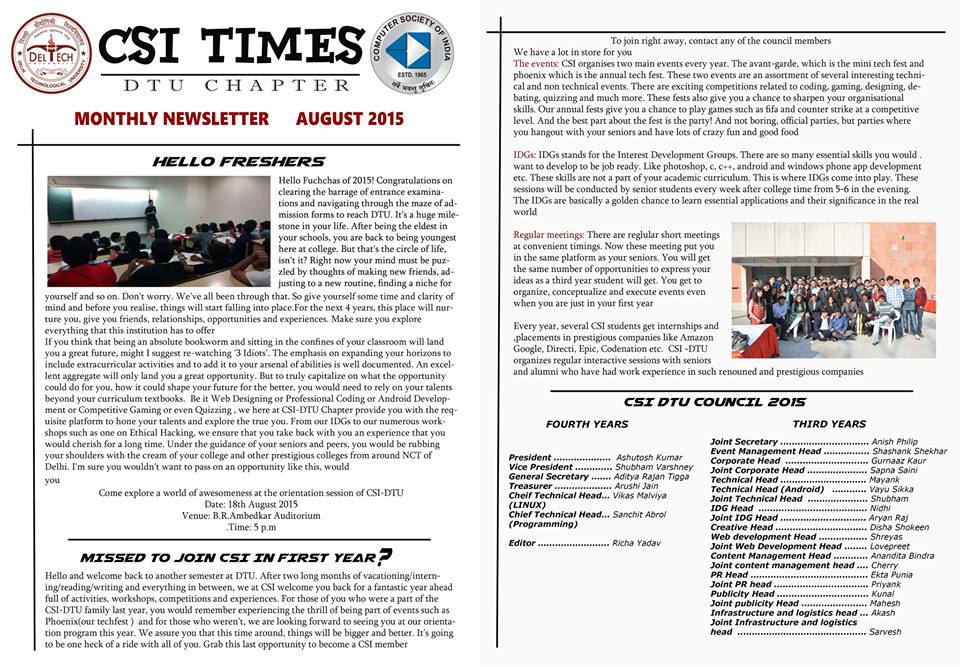 DELTECH
CSI TIMES
DTU CHAPTER
COMPUTER SOCIETY OF INDIA
ESTD. 1965
MONTHLY NEWSLETTER AUGUST 2015
HELLO FRESHERS
Hello Fuchchas of 2015! Congratulations on
clearing the barrage of entrance examina-
tions and navigating through the maze of ad-
mission forms to reach DTU. It's a huge mile-
stone in your life. After being the eldest in
your schools, you are back to being youngest
here at college. But that's the circle of life,
isn't it? Right now your mind must be puz-
zled by thoughts of making new friends, ad-
justing to a new routine, finding a niche for
yourself and so on. Don't worry. We've all been through that. So give yourself some time and clarity of
mind and before you realise, things will start falling into place.For the next 4 years, this place will nur-
ture you, give you friends, relationships, opportunities and experiences. Make sure you explore
everything that this institution has to offer
If you think that being an absolute bookworm and sitting in the confines of your classroom will land
you a great future, might I suggest re-watching '3 Idiots'. The emphasis on expanding your horizons to
include extracurricular activities and to add it to your arsenal of abilities is well documented. An excel-
lent aggregate will only land you a great opportunity. But to truly capitalize on what the opportunity
could do for you, how it could shape your future for the better, you would need to rely on your talents
beyond your curriculum textbooks. Be it Web Designing or Professional Coding or Android Develop-
ment or Competitive Gaming or even Quizzing , we here at CSI-DTU Chapter provide you with the req-
uisite platform to hone your talents and explore the true you. From our IDGs to our numerous work-
shops such as one on Ethical Hacking, we ensure that you take back with you an experience that you
would cherish for a long time. Under the guidance of your seniors and peers, you would be rubbing
your shoulders with the cream of your college and other prestigious colleges from around NCT of
Delhi. I'm sure you wouldn't want to pass on an opportunity like this, would
you
Come explore a world of awesomeness at the orientation session of CSI-DTU
Date: 18th August 2015
Venue: B.R.Ambedkar Auditorium
.Time: 5 p.m
MISSED TO JOIN CSI IN FIRST YEAR?
Hello and welcome back to another semester at DTU. After two long months of vacationing/intern-
ing/reading/writing and everything in between, we at CSI welcome you back for a fantastic year ahead
full of activities, workshops, competitions and experiences. For those of you who were a part of the
CSI-DTU family last year, you would remember experiencing the thrill of being part of events such as
Phoenix(our techfest ) and for those who weren't, we are looking forward to seeing you at our orienta-
tion program this year. We assure you that this time around, things will be bigger and better. It's going
to be one heck of a ride with all of you. Grab this last opportunity to become a CSI member
To join right away, contact any of the council members
We have a lot in store for you
The events: CSI organises two main events every year. The avant-garde, which is the mini tech fest and
phoenix which is the annual tech fest. These two events are an assortment of several interesting techni-
cal and non technical events. There are exciting competitions related to coding, gaming, designing, de-
bating, quizzing and much more. These fests also give you a chance to sharpen your organisational
skills. Our annual fests give you a chance to play games such as fifa and counter strike at a competitive
level. And the best part about the fest is the party! And not boring, official parties, but parties where
you hangout with your seniors and have lots of crazy fun and good food
IDGs: IDGs stands for the Interest Development Groups. There are so many essential skills you would .
want to develop to be job ready. Like photoshop, c, c++, android and windows phone app development
etc. These skills are not a part of your academic curriculum. This is where IDGs come into play. These
sessions will be conducted by senior students every week after college time from 5-6 in the evening.
The IDGs are basically a golden chance to learn essential applications and their significance in the real
world
Regular meetings: There are reglular short meetings
at convenient timings. Now these meeting put you
in the same platform as your seniors. You will get
the same number of opportunities to express your
ideas as a third year student will get. You get to
organize, conceptualize and execute events even
when you are just in your first year
Every year, several CSI students get internships and
,placements in prestigious companies like Amazon
Google, Directi, Epic, Codenation etc. CSI -DTU
organizes regular interactive sessions with seniors
and alumni who have had work experience in such renouned and prestigious companies
CSI DTU COUNCIL 2015
FOURTH YEARS
President .................... Ashutosh Kumar
Vice President ............. Shubham Varshney
General Secretary ....... Aditya Rajan Tigga
Treasurer .................... Arushi Jain
Cheif Technical Head... Vikas Malviya
(LINUX)
Chief Technical Head... Sanchit Abrol
(Programming)
Editor ......................... Richa Yadav
THIRD YEARS
Joint Secretary ............................... Anish Philip
Event Management Head ................ Shashank Shekhar
Corporate Head ............................. Gurnaaz Kaur
Joint Corporate Head ..................... Sapna Saini
Technical Head .............................. Mayank
Technical Head (Android) ............ Vayu Sikka
Joint Technical Head ..................... Shubham
IDG Head ...................................... Nidhi
Joint IDG Head ............................. Aryan Raj
Creative Head ............................... Disha Shokeen
Web development Head ................. Shreyas
Joint Web Development Head ........ Lovepreet
Content Management Head ............ Anandita Bindra
Joint content management head .... Cherry
PR Head ........................................ Ekta Punia
Joint PR head ................................ Priyank
Publicity Head ............................... Kunal
Joint publicity Head ...................... Mahesh
Infrastructure and logistics head ... Akash
Joint Infrastructure and logistics
head ............................................. Sarvesh